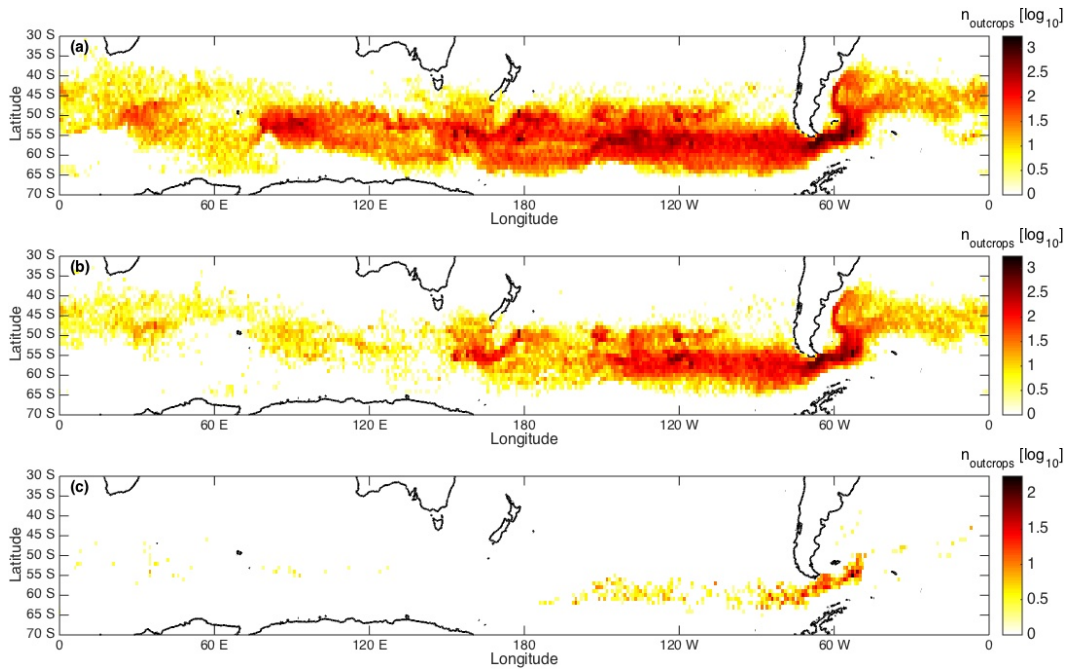 n_outcrops [log_10]
(a)
30 S
35 S
40 S
45 S
50 S
55 S
60 S
65 S
70 S
Latitude
0
60 E
120 E
180
120 W
60 W
0
Longitude
3
2.5
2
1.5
1
0.5
0
n_outcrops [log_10]
(b)
30 S
35 S
40 S
45 S
50 S
55 S
60 S
65 S
70 S
Latitude
0
60 E
120 E
180
120 W
60 W
0
Longitude
3
2.5
2
1.5
1
0.5
0
n_outcrops [log_10]
(c)
30 S
35 S
40 S
45 S
50 S
55 S
60 S
65 S
70 S
Latitude
0
60 E
120 E
180
120 W
60 W
0
Longitude
2
1.5
1
0.5
0